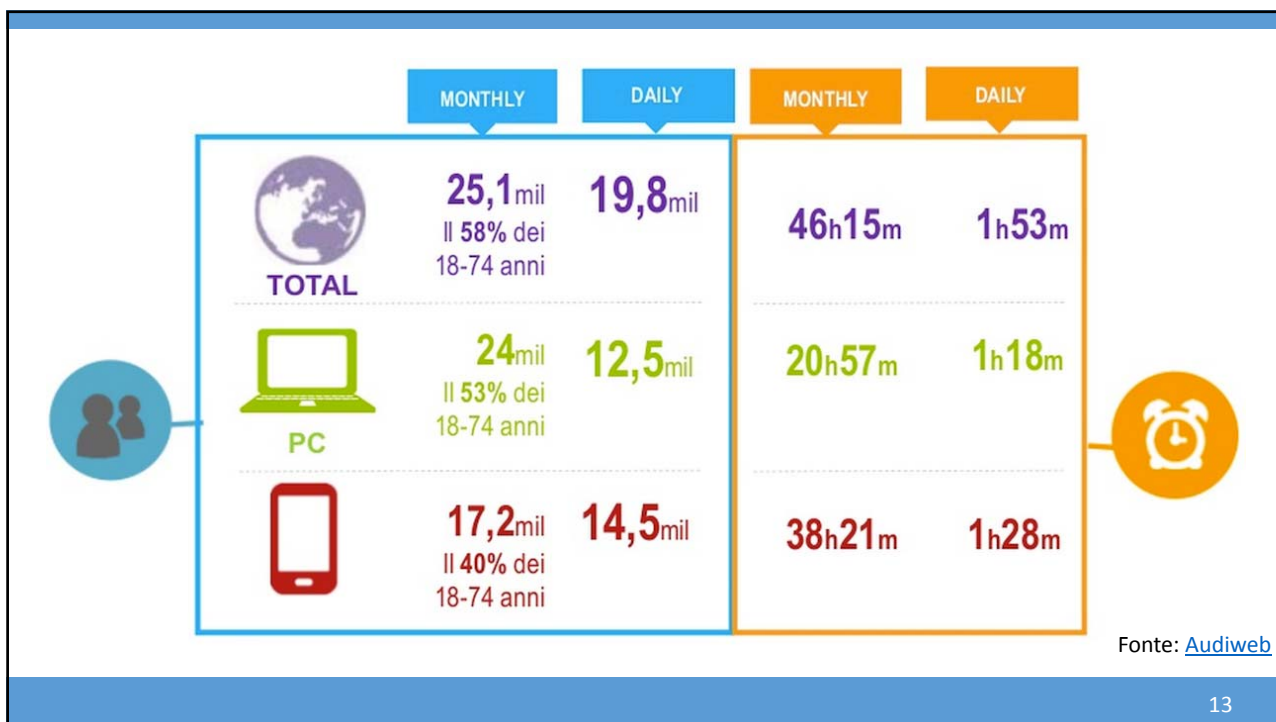 MONTHLY DAILY MONTHLY DAILY
25,1mil 19,8mil 46h15m 1h53m
Il 58% dei
18-74 anni
TOTAL
24mil 12,5mil 20h57m 1h18m
Il 53% dei
18-74 anni
PC
17,2mil 14,5mil 38h21m 1h28m
Il 40% dei
18-74 anni
Fonte: Audiweb
13